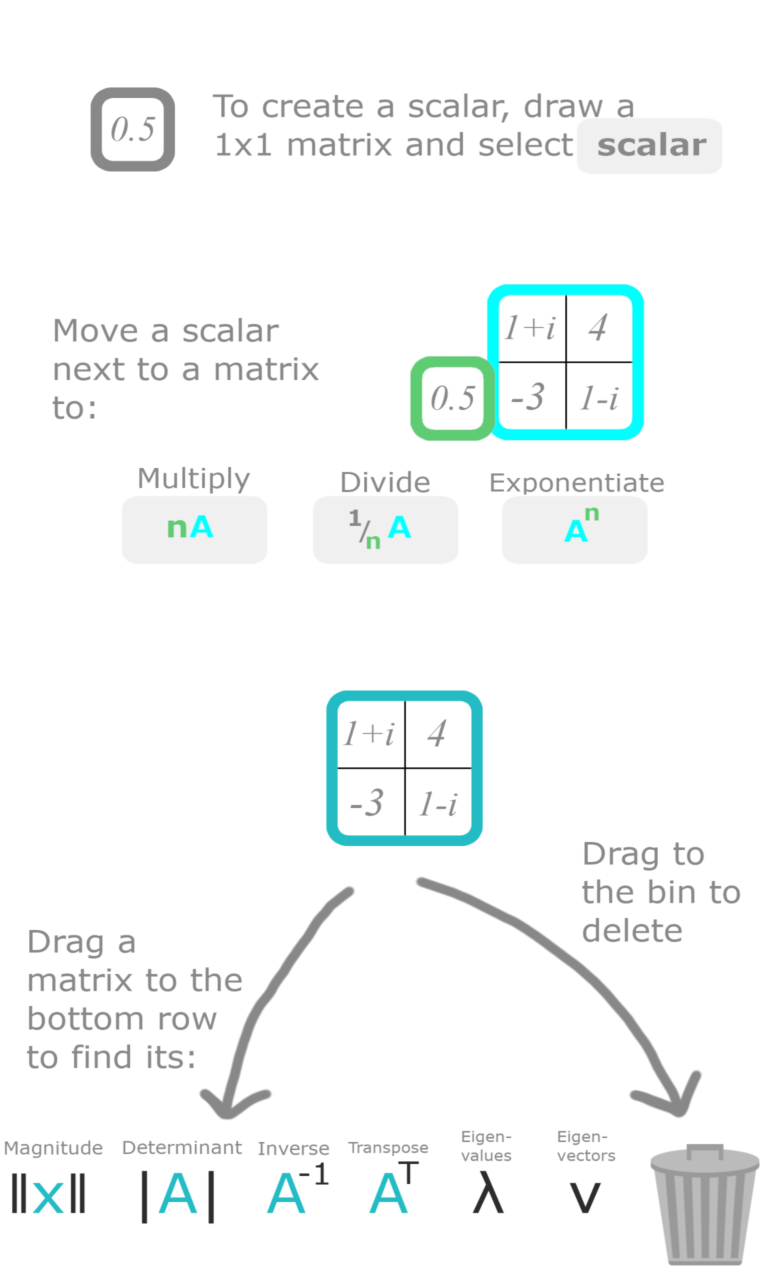 0.5
To create a scalar, draw a
1x1 matrix and select scalar
Move a scalar
next to a matrix
to:
1+i 4
0.5 -3 1-i
Multiply Divide Exponentiate
nA 1/n A Aⁿ
1+i 4
-3 1-i
Drag to
the bin to
delete
Drag a
matrix to the
bottom row
to find its:
Magnitude Determinant Inverse Transpose Eigen-values Eigen-vectors
||x|| |A| A⁻¹ Aᵀ λ v